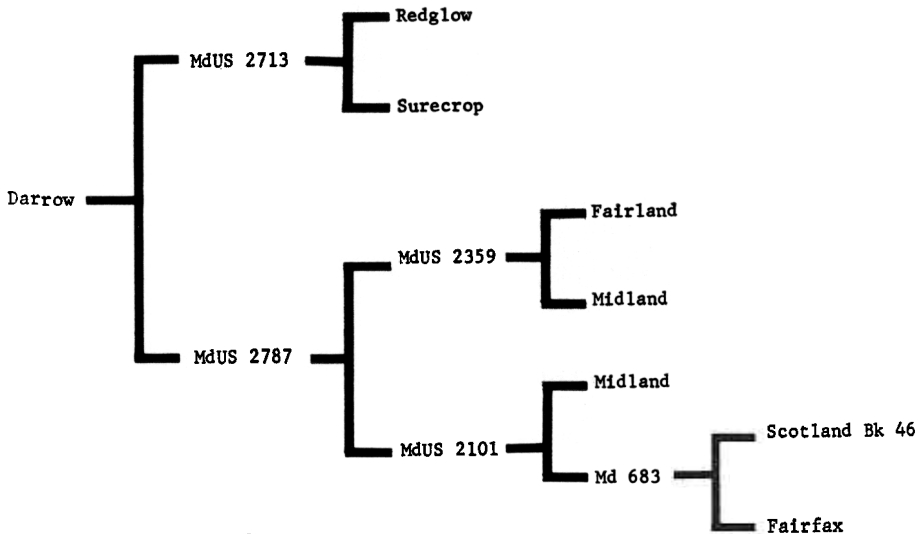 Redglow
MdUS 2713
Surecrop
Darrow
Fairland
MdUS 2359
Midland
MdUS 2787
Midland
Scotland Bk 46
MdUS 2101
Md 683
Fairfax